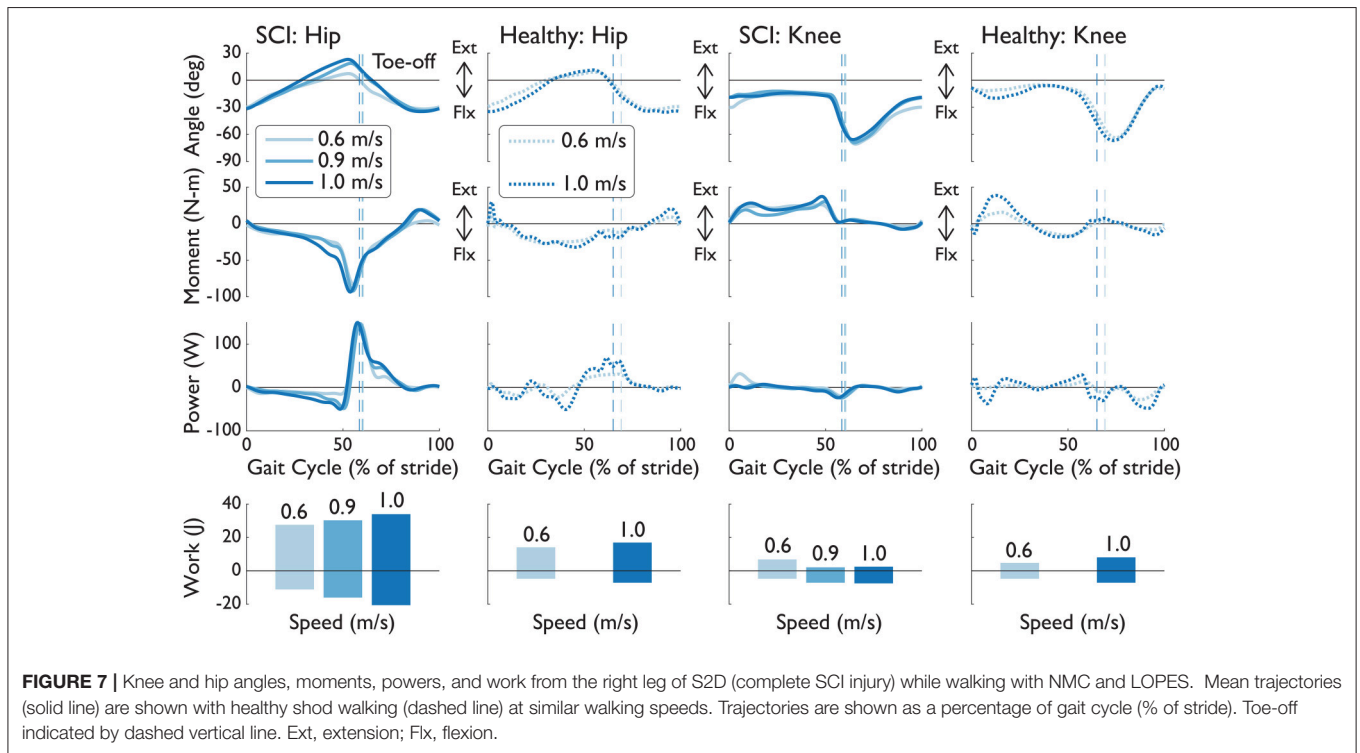 SCI: Hip
Healthy: Hip
SCI: Knee
Healthy: Knee
Angle (deg)
30
0
-30
-60
-90
Toe-off
0.6 m/s
0.9 m/s
1.0 m/s
Ext
Flx
0.6 m/s
1.0 m/s
Ext
Flx
Moment (N-m)
50
0
-50
-100
Ext
Flx
Ext
Flx
Ext
Flx
Ext
Flx
Power (W)
100
0
-100
0 50 100
0 50 100
0 50 100
0 50 100
Gait Cycle (% of stride)
Gait Cycle (% of stride)
Gait Cycle (% of stride)
Gait Cycle (% of stride)
Work (J)
40
20
0
-20
0.6 0.9 1.0
0.6 1.0
0.6 0.9 1.0
0.6 1.0
Speed (m/s)
Speed (m/s)
Speed (m/s)
Speed (m/s)
FIGURE 7 | Knee and hip angles, moments, powers, and work from the right leg of S2D (complete SCI injury) while walking with NMC and LOPES. Mean trajectories
(solid line) are shown with healthy shod walking (dashed line) at similar walking speeds. Trajectories are shown as a percentage of gait cycle (% of stride). Toe-off
indicated by dashed vertical line. Ext, extension; Flx, flexion.